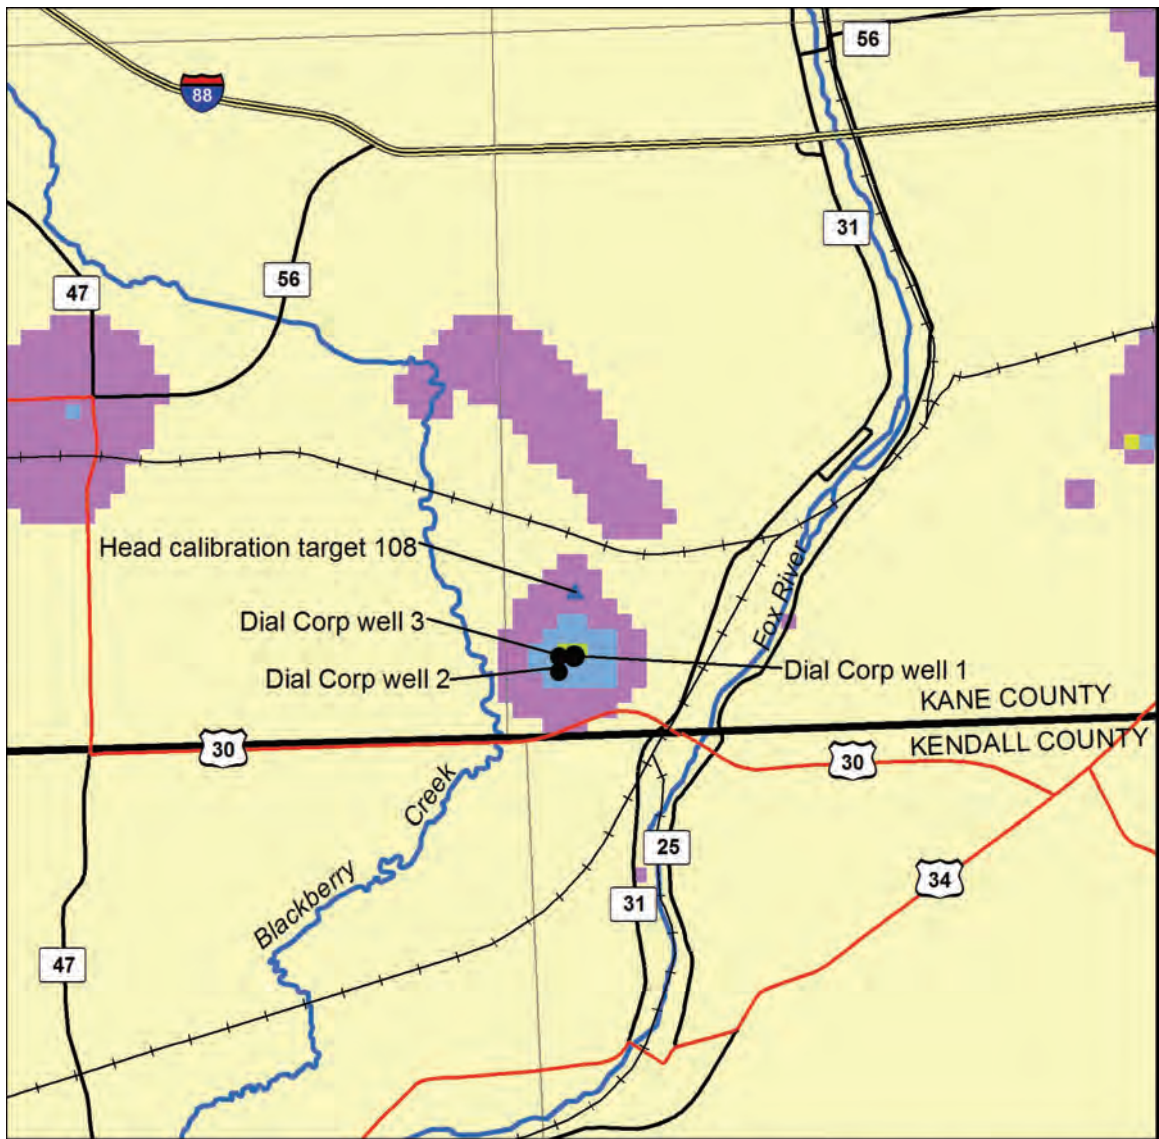 56
88
31
56
47
Head calibration target 108
Fox River
Dial Corp well 3
Dial Corp well 1
Dial Corp well 2
KANE COUNTY
KENDALL COUNTY
30
30
Creek
25
34
Blackberry
31
47